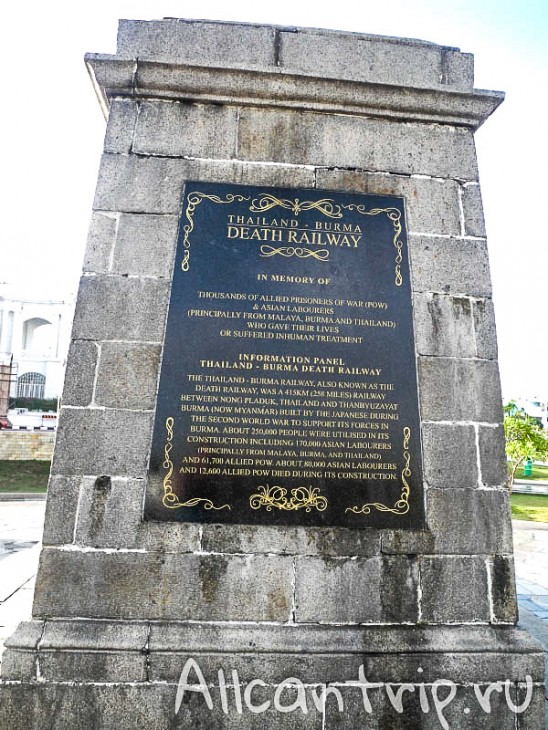 THAILAND - BURMA
DEATH RAILWAY
IN MEMORY OF
THOUSANDS OF ALLIED PRISONERS OF WAR (POW)
& ASIAN LABOURERS
(PRINCIPALLY FROM MALAYA, BURMA AND THAILAND)
WHO GAVE THEIR LIVES
OR SUFFERED INHUMAN TREATMENT
INFORMATION PANEL
THAILAND - BURMA DEATH RAILWAY
THE THAILAND - BURMA RAILWAY, ALSO KNOWN AS THE
DEATH RAILWAY, WAS A 415KM (258 MILES) RAILWAY
BETWEEN NONG PLADUK, THAILAND AND THANBYUZAYAT
BURMA (NOW MYANMAR) BUILT BY THE JAPANESE DURING
THE SECOND WORLD WAR TO SUPPORT ITS FORCES IN
BURMA. ABOUT 250,000 PEOPLE WERE UTILISED IN ITS
CONSTRUCTION INCLUDING 170,000 ASIAN LABOURERS
(PRINCIPALLY FROM MALAYA, BURMA, AND THAILAND)
AND 61,700 ALLIED POW. ABOUT 80,000 ASIAN LABOURERS
AND 12,600 ALLIED POW DIED DURING ITS CONSTRUCTION.
Allcantrip.ru